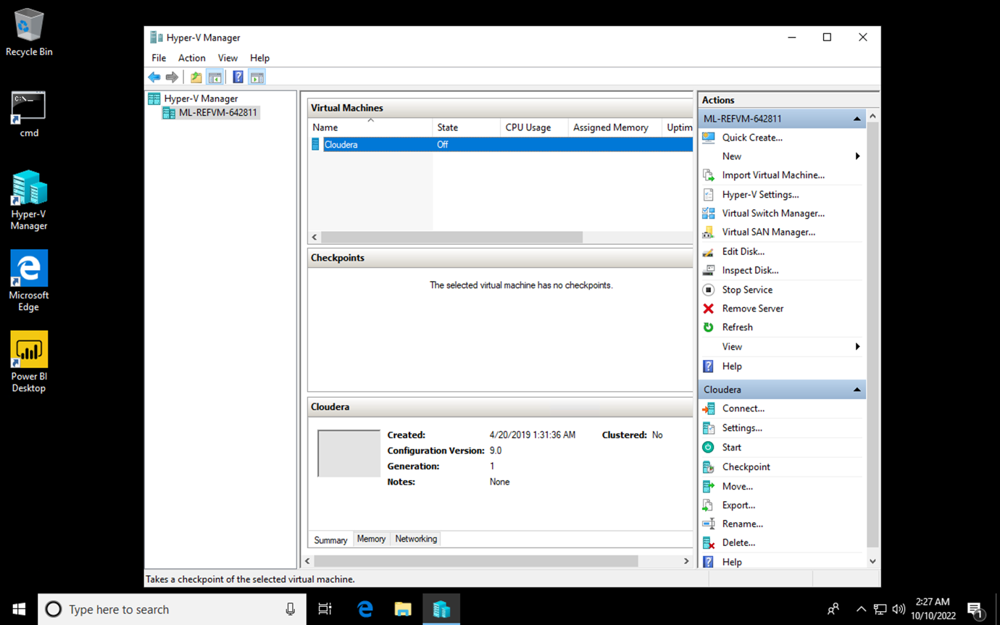 Recycle Bin
C:\_
cmd
Hyper-V
Manager
Microsoft
Edge
Power BI
Desktop
Hyper-V Manager
File Action View Help
Hyper-V Manager
ML-REFVM-642811
Virtual Machines
Name State CPU Usage Assigned Memory Uptim
Cloudera Off
Checkpoints
The selected virtual machine has no checkpoints.
Cloudera
Created: 4/20/2019 1:31:36 AM Clustered: No
Configuration Version: 9.0
Generation: 1
Notes: None
Summary Memory Networking
Actions
ML-REFVM-642811
Quick Create...
New
Import Virtual Machine...
Hyper-V Settings...
Virtual Switch Manager...
Virtual SAN Manager...
Edit Disk...
Inspect Disk...
Stop Service
Remove Server
Refresh
View
Help
Cloudera
Connect...
Settings...
Start
Checkpoint
Move...
Export...
Rename...
Delete...
Help
Takes a checkpoint of the selected virtual machine.
Type here to search
2:27 AM
10/10/2022
1